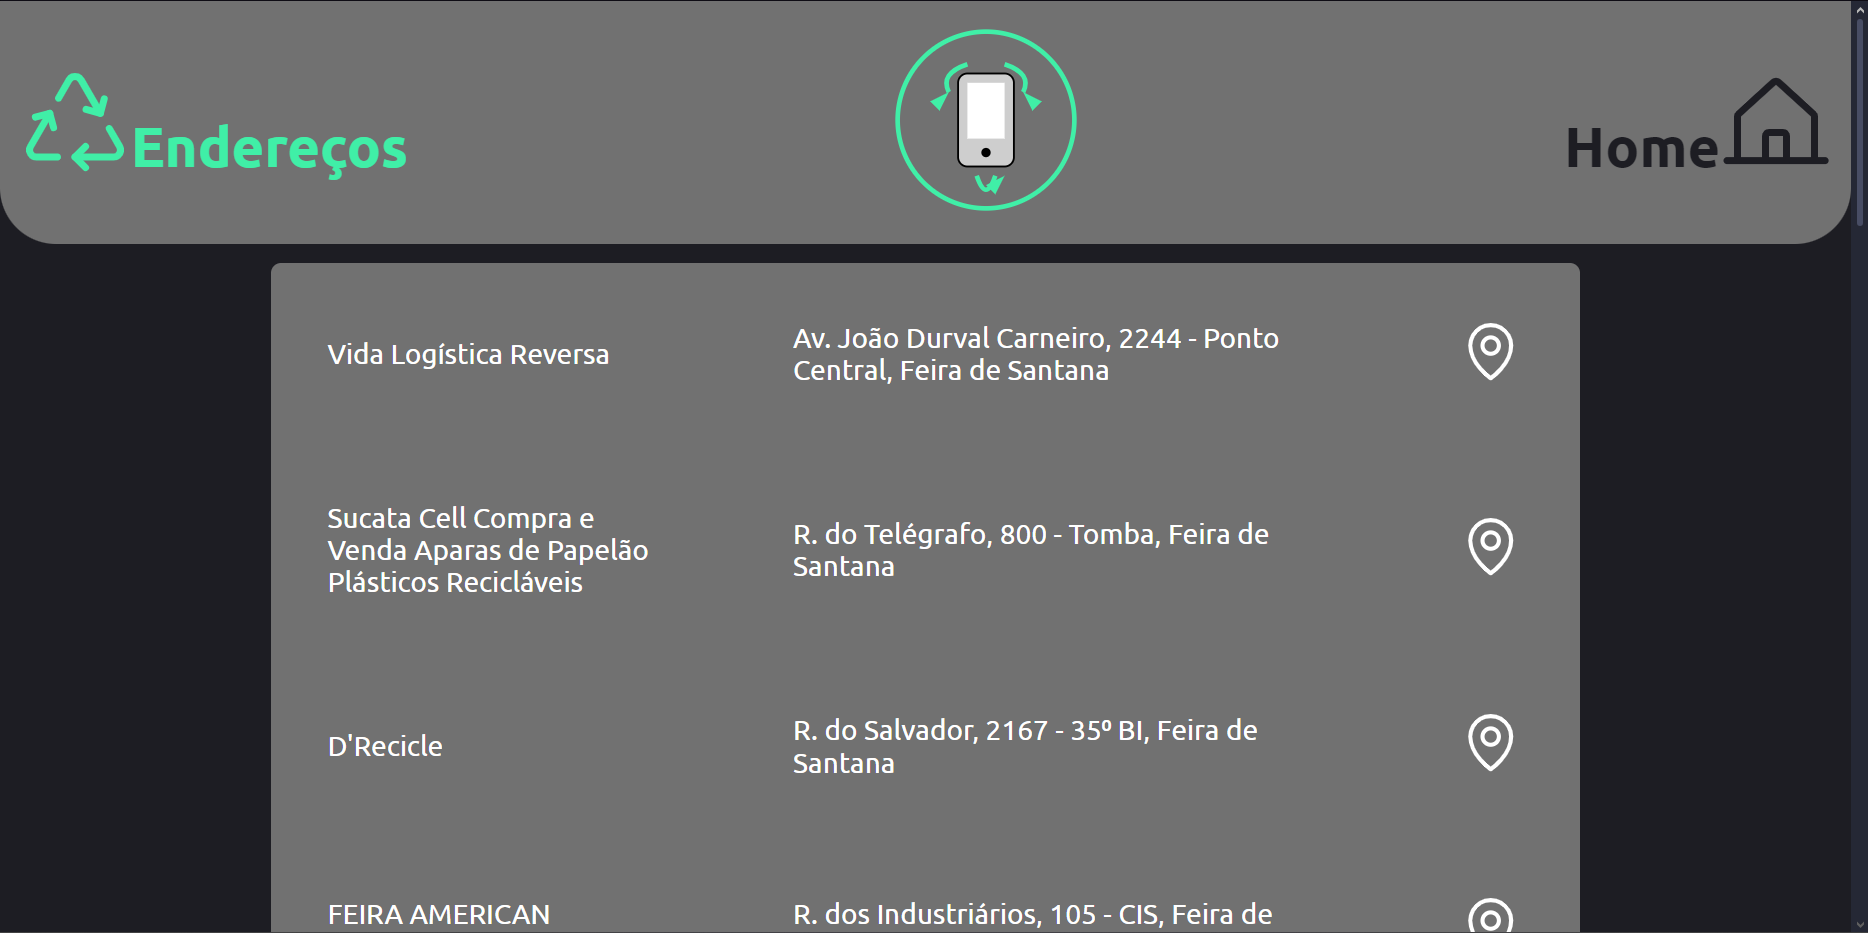 Endereços
Home
Vida Logística Reversa
Av. João Durval Carneiro, 2244 - Ponto
Central, Feira de Santana
Sucata Cell Compra e
Venda Aparas de Papelão
Plásticos Recicláveis
R. do Telégrafo, 800 - Tomba, Feira de
Santana
D'Recicle
R. do Salvador, 2167 - 35º BI, Feira de
Santana
FEIRA AMERICAN
R. dos Industriários, 105 - CIS, Feira de